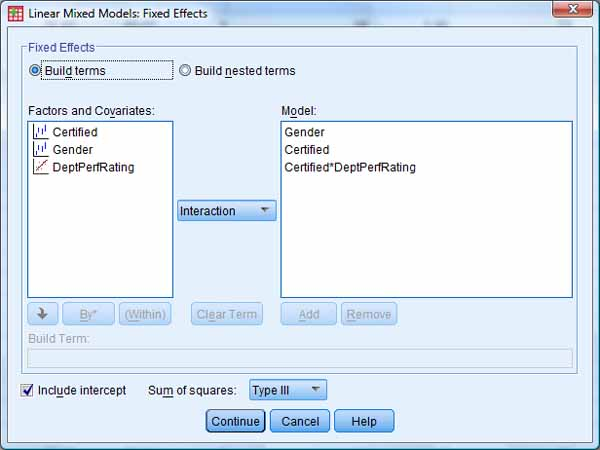 Linear Mixed Models: Fixed Effects
Fixed Effects
Build terms
Build nested terms
Factors and Covariates:
Model:
Certified
Gender
DeptPerfRating
Interaction
Gender
Certified
Certified*DeptPerfRating
By*
(Within)
Clear Term
Add
Remove
Build Term:
Include intercept
Sum of squares:
Type III
Continue
Cancel
Help